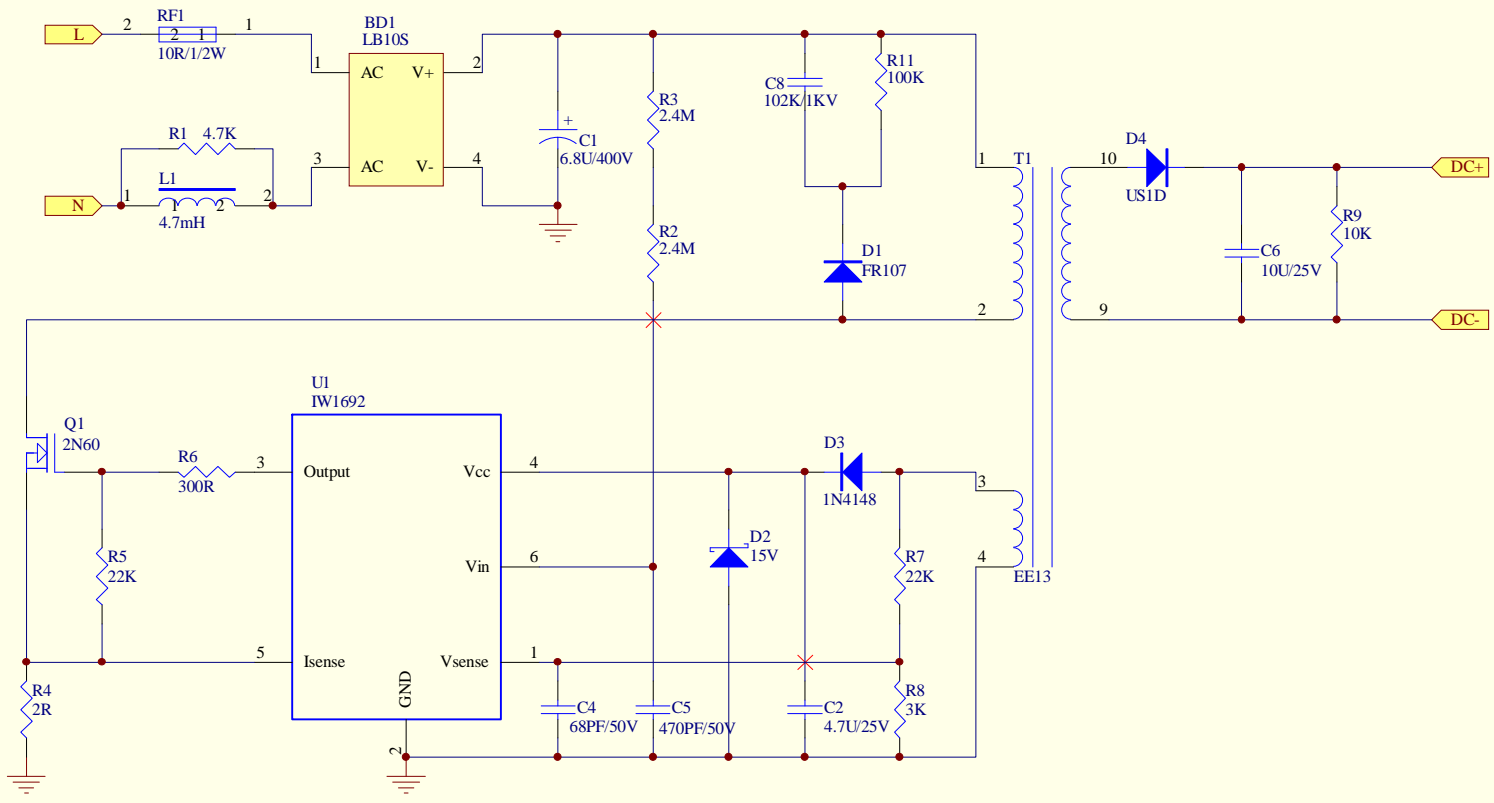 RF1
L
2
2 1
1
10R/1/2W
BD1
LB10S
1
AC
V+
2
3
AC
V-
4
R1
4.7K
L1
N
1
1 2
2
4.7mH
+
C1
6.8U/400V
R3
2.4M
R2
2.4M
C8
102K/1KV
R11
100K
D1
FR107
1
T1
2
10
D4
US1D
9
C6
10U/25V
R9
10K
DC+
DC-
U1
IW1692
Q1
2N60
R6
300R
3
Output
Vcc
4
Vin
6
R5
22K
5
Isense
Vsense
1
GND
2
R4
2R
D3
1N4148
D2
15V
R7
22K
3
4
EE13
C4
68PF/50V
C5
470PF/50V
C2
4.7U/25V
R8
3K